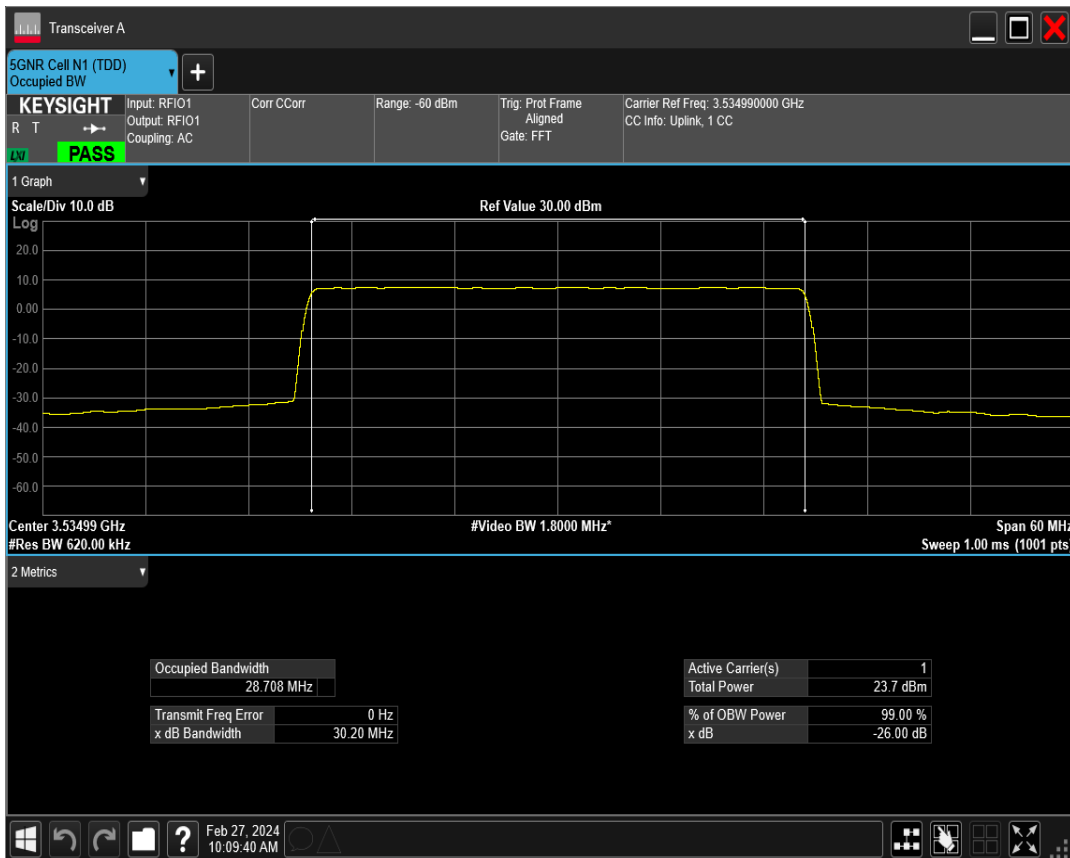 Transceiver A
5GNR Cell N1 (TDD)
Occupied BW
KEYSIGHT
R T
LXI
PASS
Input: RFIO1
Output: RFIO1
Coupling: AC
Corr CCorr
Range: -60 dBm
Trig: Prot Frame
Aligned
Gate: FFT
Carrier Ref Freq: 3.534990000 GHz
CC Info: Uplink, 1 CC
1 Graph
Scale/Div 10.0 dB
Ref Value 30.00 dBm
Log
20.0
10.0
0.00
-10.0
-20.0
-30.0
-40.0
-50.0
-60.0
Center 3.53499 GHz
#Video BW 1.8000 MHz*
Span 60 MHz
#Res BW 620.00 kHz
Sweep 1.00 ms (1001 pts)
2 Metrics
Occupied Bandwidth
28.708 MHz
Transmit Freq Error 0 Hz
x dB Bandwidth 30.20 MHz
Active Carrier(s) 1
Total Power 23.7 dBm
% of OBW Power 99.00 %
x dB -26.00 dB
?
Feb 27, 2024
10:09:40 AM